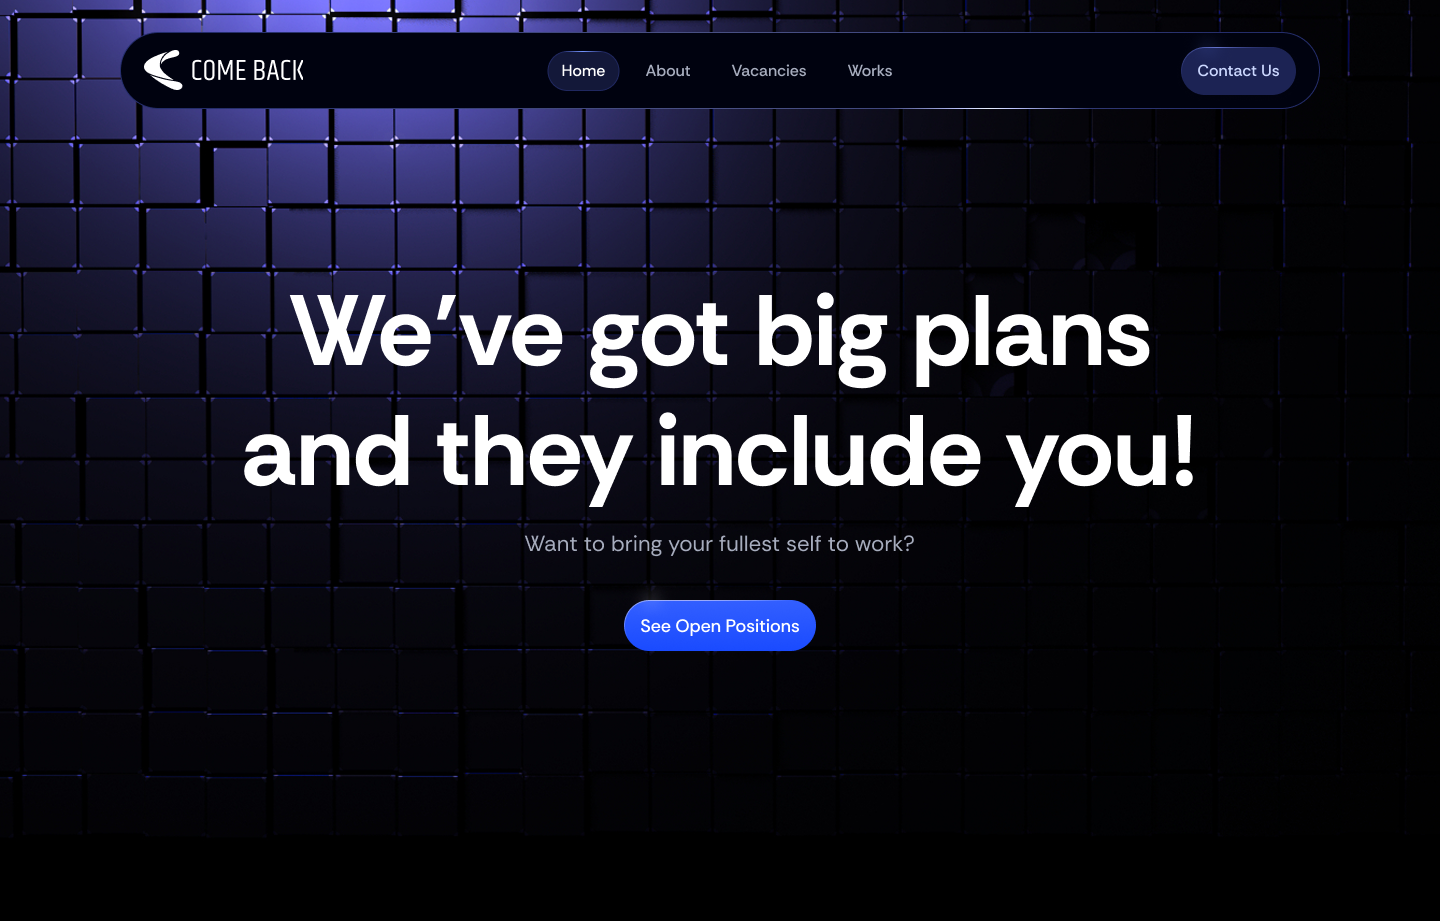 COME BACK
Home
About
Vacancies
Works
Contact Us
We’ve got big plans
and they include you!
Want to bring your fullest self to work?
See Open Positions